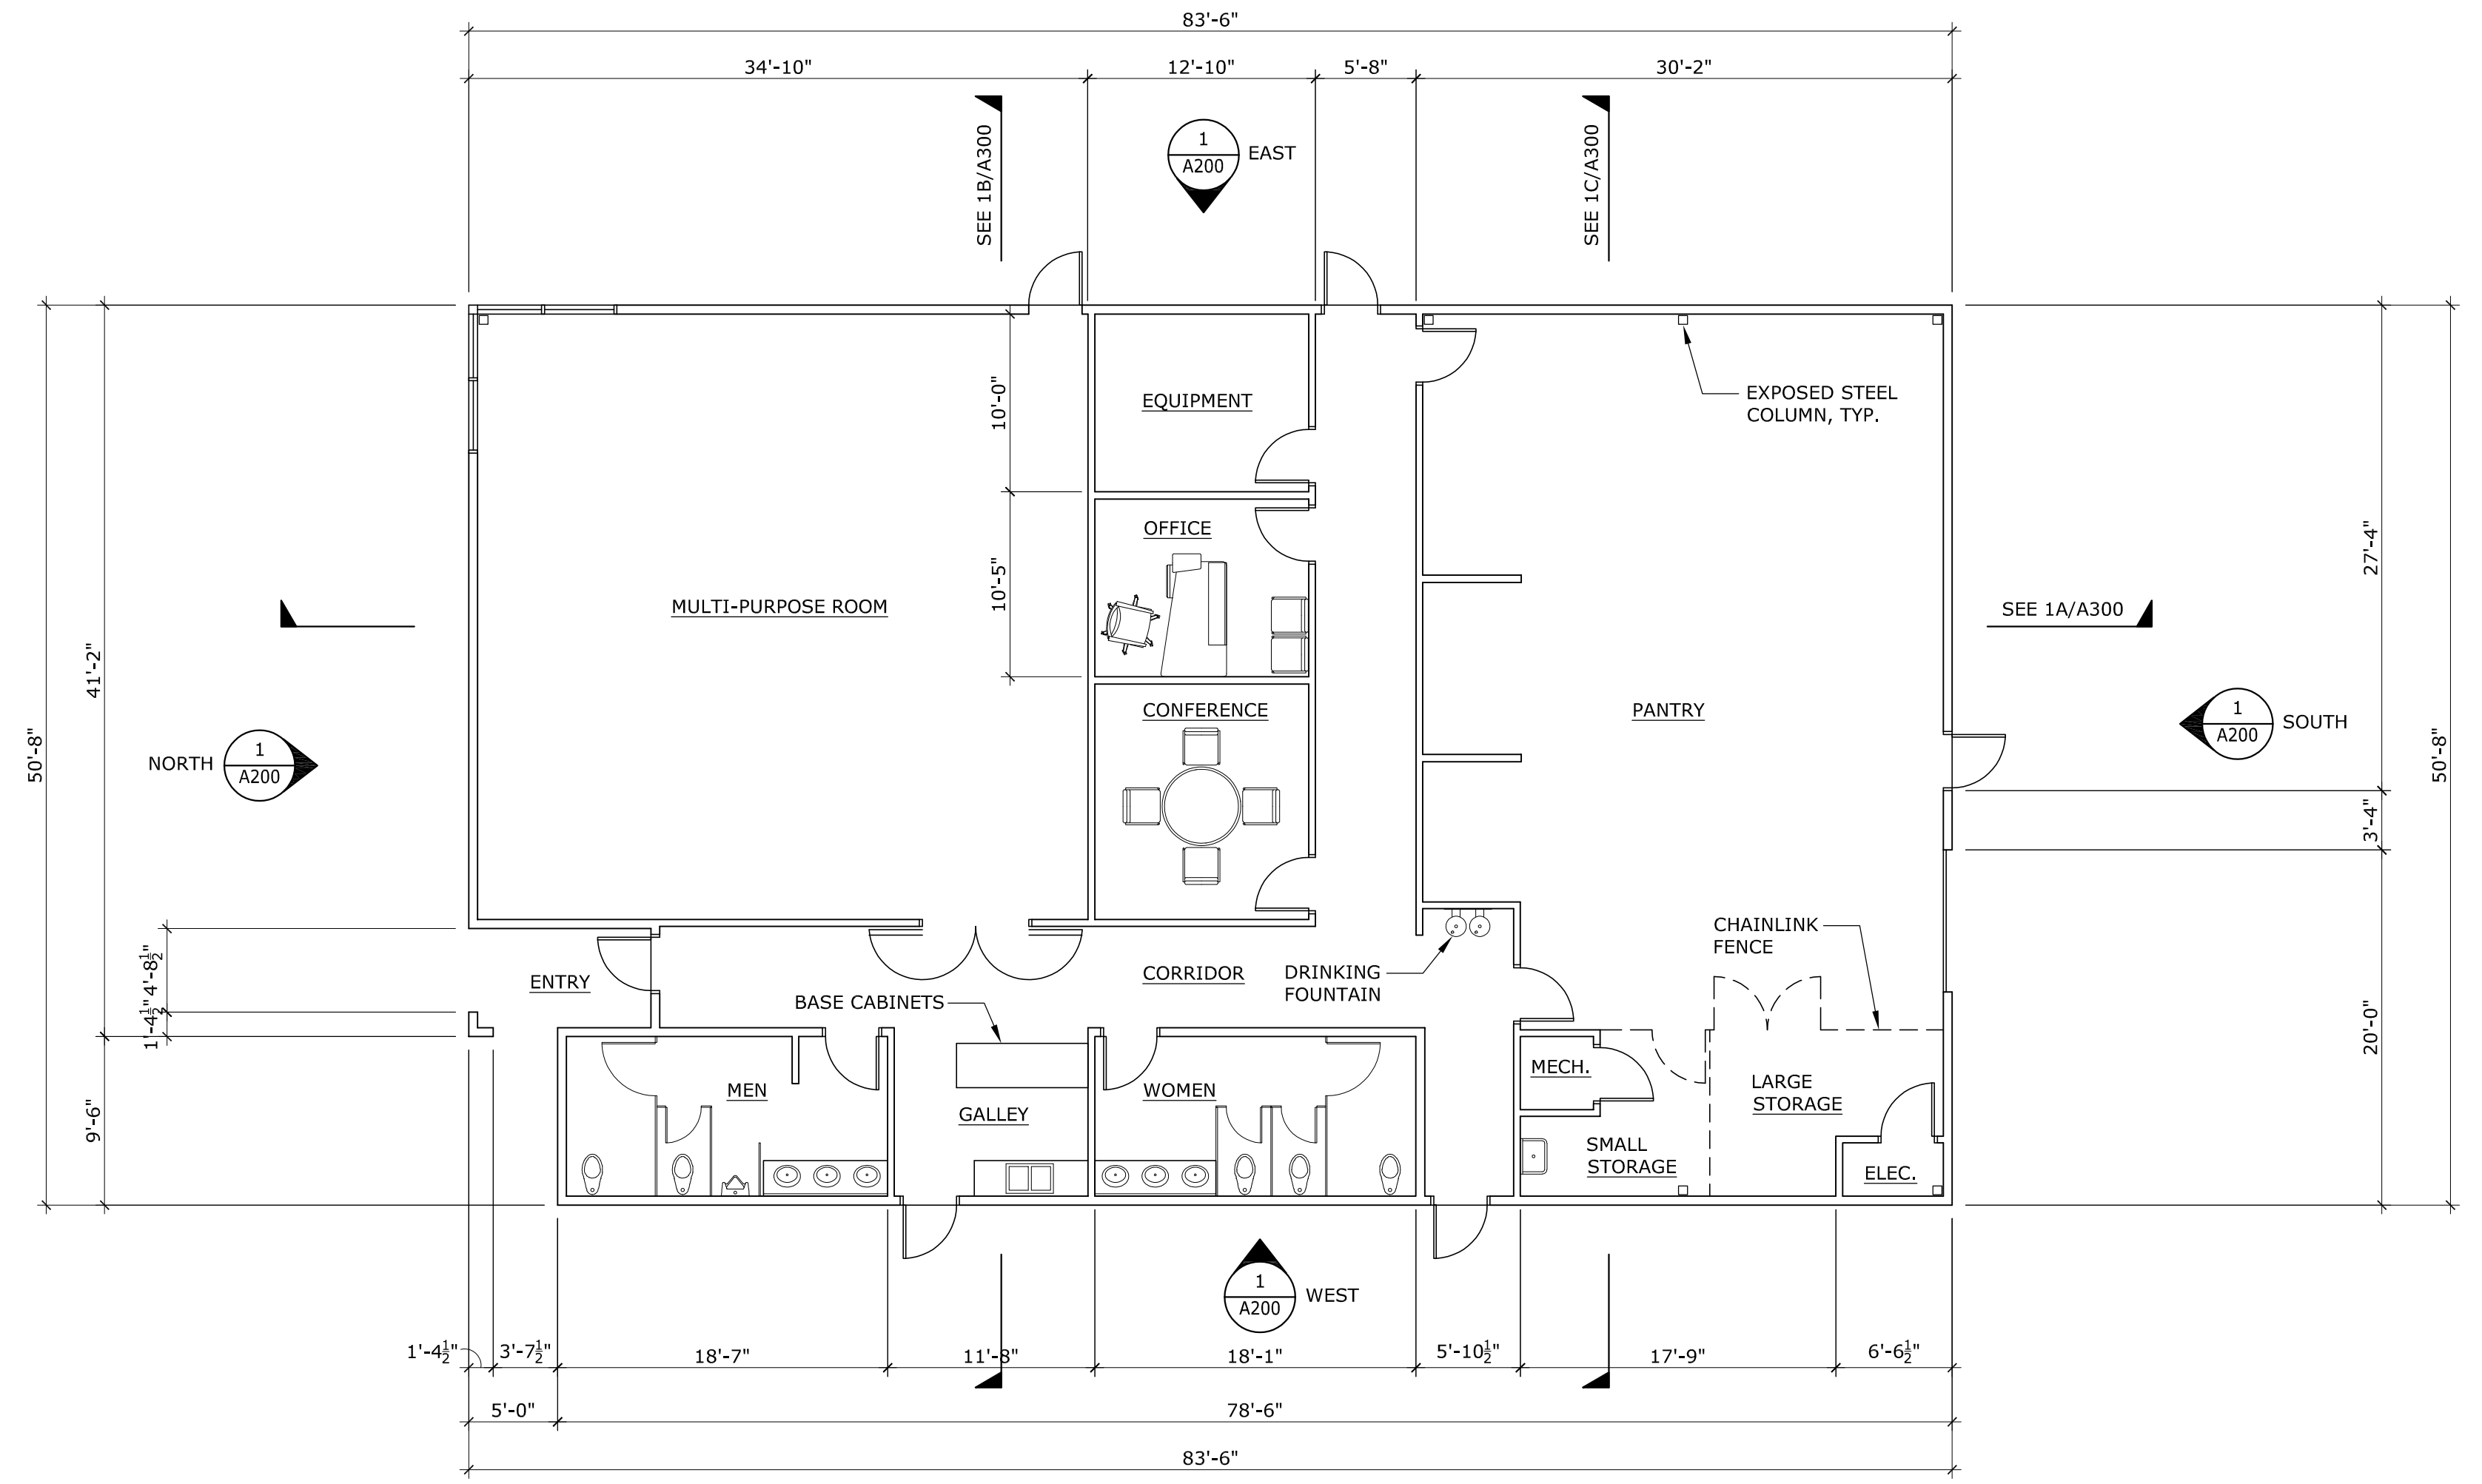 83'-6"
34'-10"
12'-10"
5'-8"
30'-2"
SEE 1B/A300
1
A200
EAST
SEE 1C/A300
EQUIPMENT
10'-0"
EXPOSED STEEL
COLUMN, TYP.
OFFICE
10'-5"
27'-4"
MULTI-PURPOSE ROOM
SEE 1A/A300
41'-2"
CONFERENCE
PANTRY
1
A200
SOUTH
50'-8"
NORTH
1
A200
50'-8"
3'-4"
CHAINLINK
FENCE
4'-8½"
1'-4½"
ENTRY
CORRIDOR
DRINKING
FOUNTAIN
BASE CABINETS
20'-0"
9'-6"
MEN
GALLEY
WOMEN
MECH.
LARGE
STORAGE
SMALL
STORAGE
ELEC.
1
A200
WEST
1'-4½"
3'-7½"
18'-7"
11'-8"
18'-1"
5'-10½"
17'-9"
6'-6½"
5'-0"
78'-6"
83'-6"